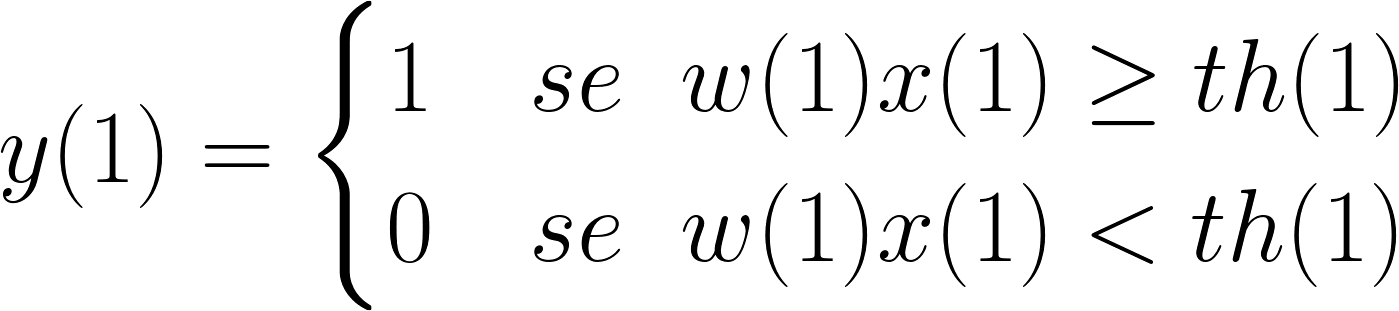 y(1) = { 1 se w(1)x(1) ≥ th(1)
0 se w(1)x(1) < th(1)